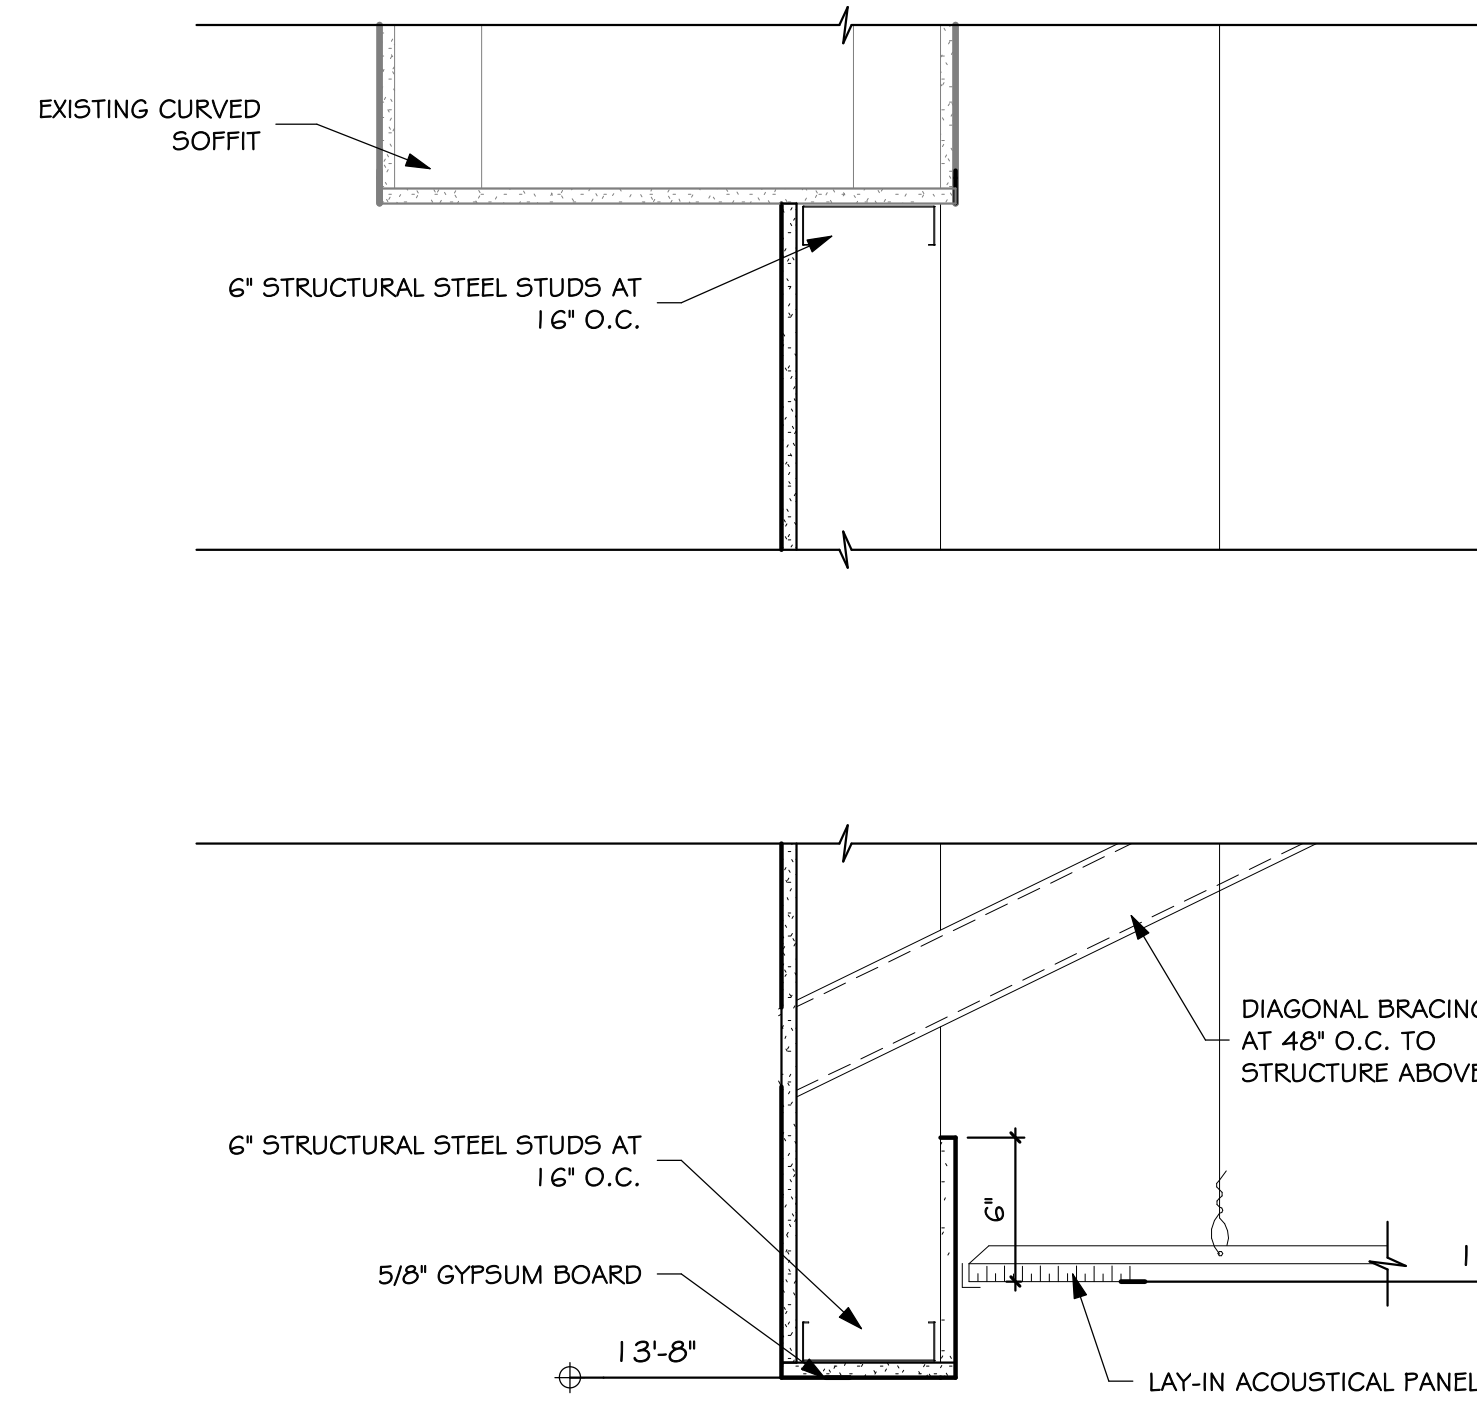 EXISTING CURVED
SOFFIT
6" STRUCTURAL STEEL STUDS AT
16" O.C.
DIAGONAL BRACING
AT 48" O.C. TO
STRUCTURE ABOVE
6" STRUCTURAL STEEL STUDS AT
16" O.C.
6"
1
5/8" GYPSUM BOARD
13'-8"
LAY-IN ACOUSTICAL PANEL